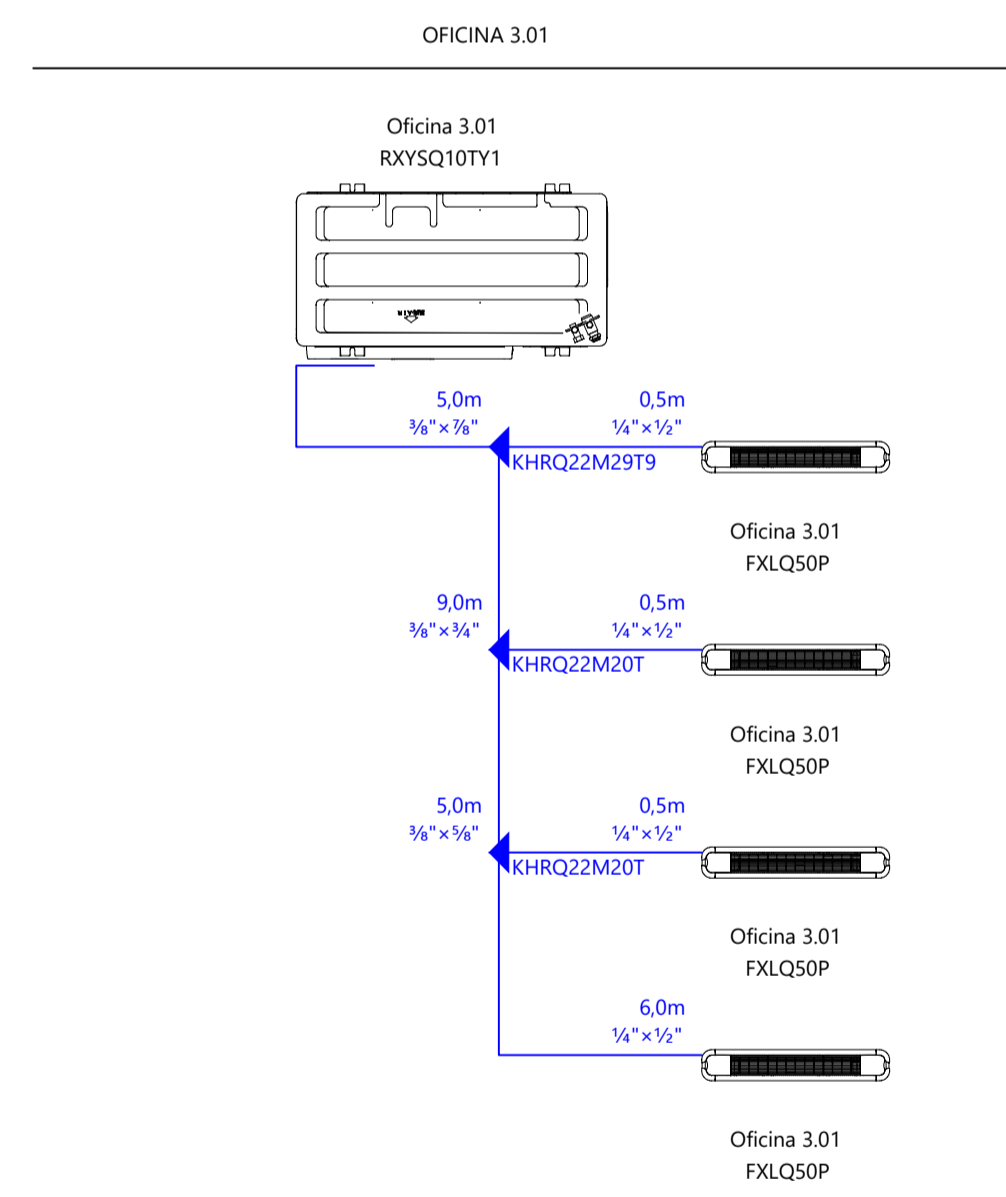 OFICINA 3.01
Oficina 3.01
RXYSQ10TY1
5,0m
⅜"×⅞"
0,5m
¼"×½"
KHRQ22M29T9
Oficina 3.01
FXLQ50P
9,0m
⅜"×¾"
0,5m
¼"×½"
KHRQ22M20T
Oficina 3.01
FXLQ50P
5,0m
⅜"×⅝"
0,5m
¼"×½"
KHRQ22M20T
Oficina 3.01
FXLQ50P
6,0m
¼"×½"
Oficina 3.01
FXLQ50P